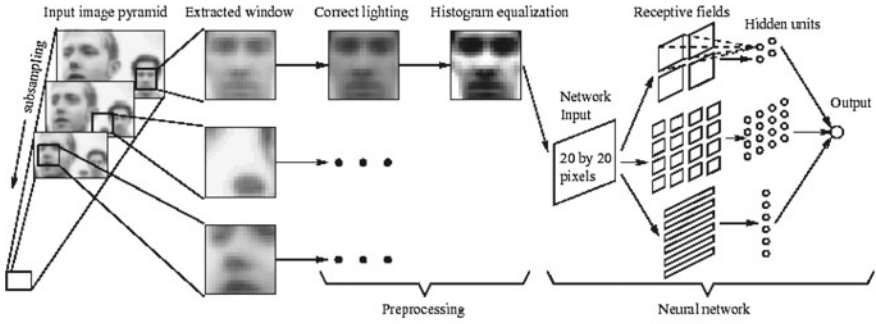 Input image pyramid
Extracted window
Correct lighting
Histogram equalization
Receptive fields
Hidden units
subsampling
Network
Input
20 by 20
pixels
Output
Preprocessing
Neural network